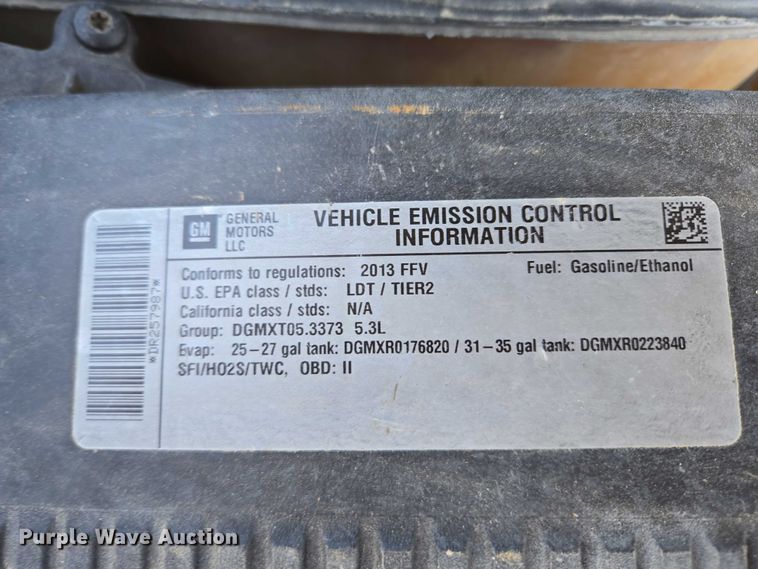 GM
GENERAL
MOTORS
LLC
VEHICLE EMISSION CONTROL
INFORMATION
Conforms to regulations: 2013 FFV
Fuel: Gasoline/Ethanol
U.S. EPA class / stds: LDT / TIER2
California class / stds: N/A
Group: DGMXT05.3373 5.3L
Evap: 25-27 gal tank: DGMXR0176820 / 31-35 gal tank: DGMXR0223840
SFI/HO2S/TWC, OBD: II
*DR257987*
Purple Wave Auction